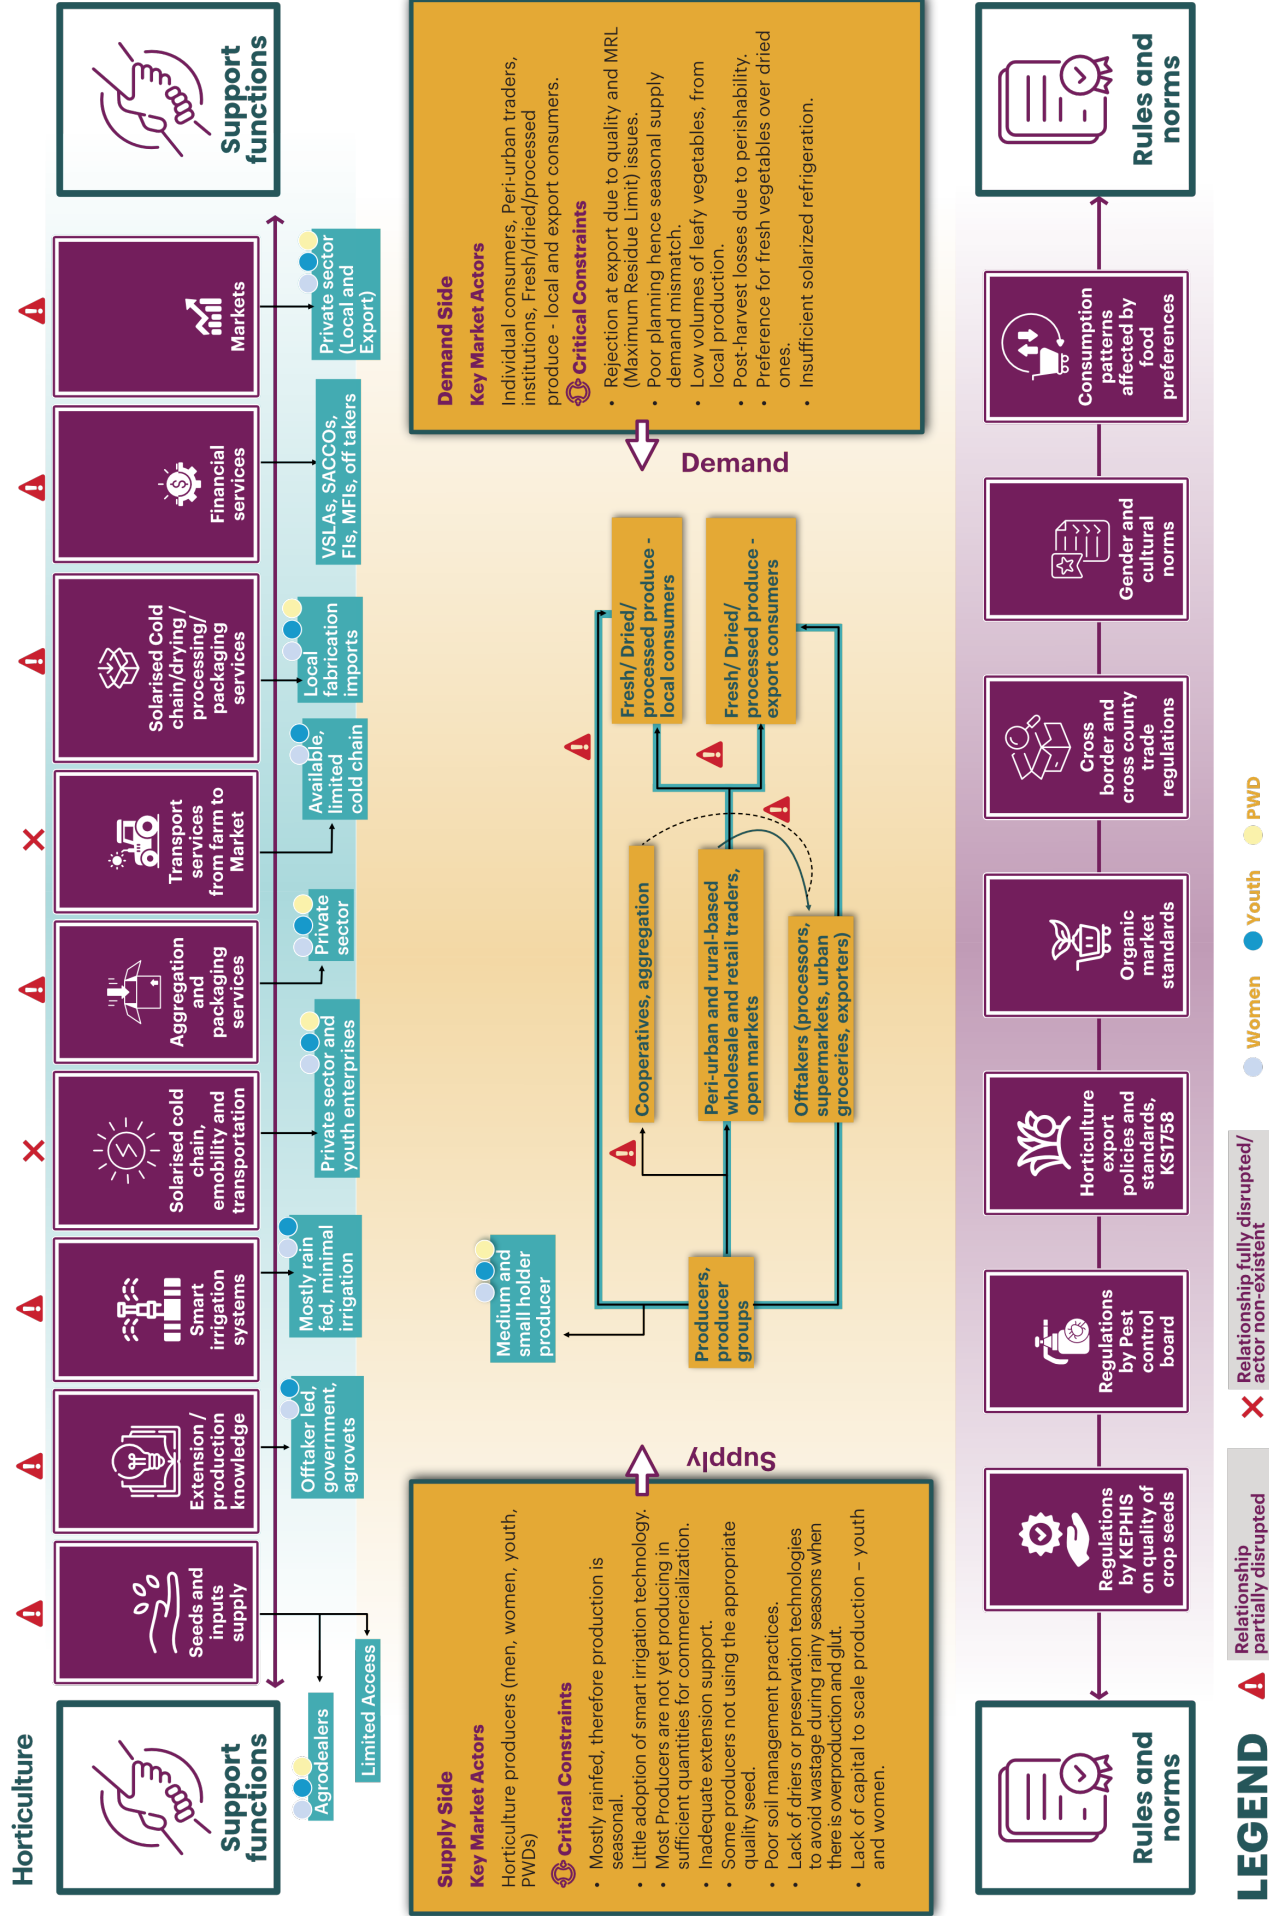 Horticulture
Support
functions
Seeds and
inputs
supply
Extension /
production
knowledge
Smart
irrigation
systems
Solarised cold
chain,
emobility and
transportation
Aggregation
and
packaging
services
Transport
services
from farm to
Market
Solarised Cold
chain/drying/
processing/
packaging
services
Financial
services
Markets
Support
functions
Agrodealers
Limited Access
Offtaker led,
government,
agrovets
Mostly rain
fed, minimal
irrigation
Private sector and
youth enterprises
Private
sector
Available,
limited
cold chain
Local
fabrication
imports
VSLAs, SACCOs,
FIs, MFIs, off takers
Private sector
(Local and
Export)
Supply Side
Key Market Actors
Horticulture producers (men, women, youth,
PWDs)
Critical Constraints
• Mostly rainfed, therefore production is
seasonal.
• Little adoption of smart irrigation technology.
• Most Producers are not yet producing in
sufficient quantities for commercialization.
• Inadequate extension support.
• Some producers not using the appropriate
quality seed.
• Poor soil management practices.
• Lack of driers or preservation technologies
to avoid wastage during rainy seasons when
there is overproduction and glut.
• Lack of capital to scale production – youth
and women.
Supply
Medium and
small holder
producer
Producers,
producer
groups
Cooperatives, aggregation
Peri-urban and rural-based
wholesale and retail traders,
open markets
Offtakers (processors,
supermarkets, urban
groceries, exporters)
Fresh/ Dried/
processed produce -
local consumers
Fresh/ Dried/
processed produce -
export consumers
Demand
Demand Side
Key Market Actors
Individual consumers, Peri-urban traders,
institutions, Fresh/dried/processed
produce - local and export consumers.
Critical Constraints
• Rejection at export due to quality and MRL
(Maximum Residue Limit) issues.
• Poor planning hence seasonal supply
demand mismatch.
• Low volumes of leafy vegetables, from
local production.
• Post-harvest losses due to perishability.
• Preference for fresh vegetables over dried
ones.
• Insufficient solarized refrigeration.
Rules and
norms
Regulations
by KEPHIS
on quality of
crop seeds
Regulations
by Pest
control
board
Horticulture
export
policies and
standards,
KS1758
Organic
market
standards
Cross
border and
cross county
trade
regulations
Gender and
cultural
norms
Consumption
patterns
affected by
food
preferences
Rules and
norms
LEGEND
Relationship
partially disrupted
Relationship fully disrupted/
actor non-existent
Women
Youth
PWD